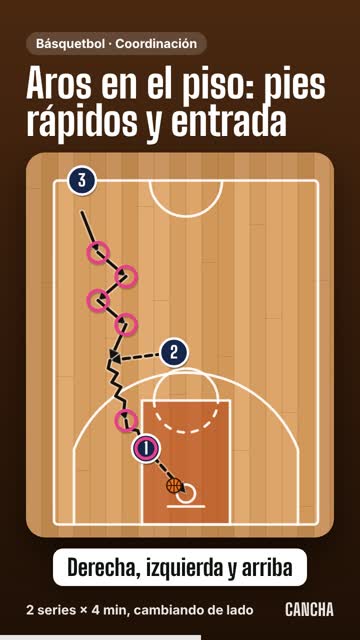 Básquetbol · Coordinación
Aros en el piso: pies
rápidos y entrada
3
2
1
Derecha, izquierda y arriba
2 series × 4 min, cambiando de lado
CANCHA